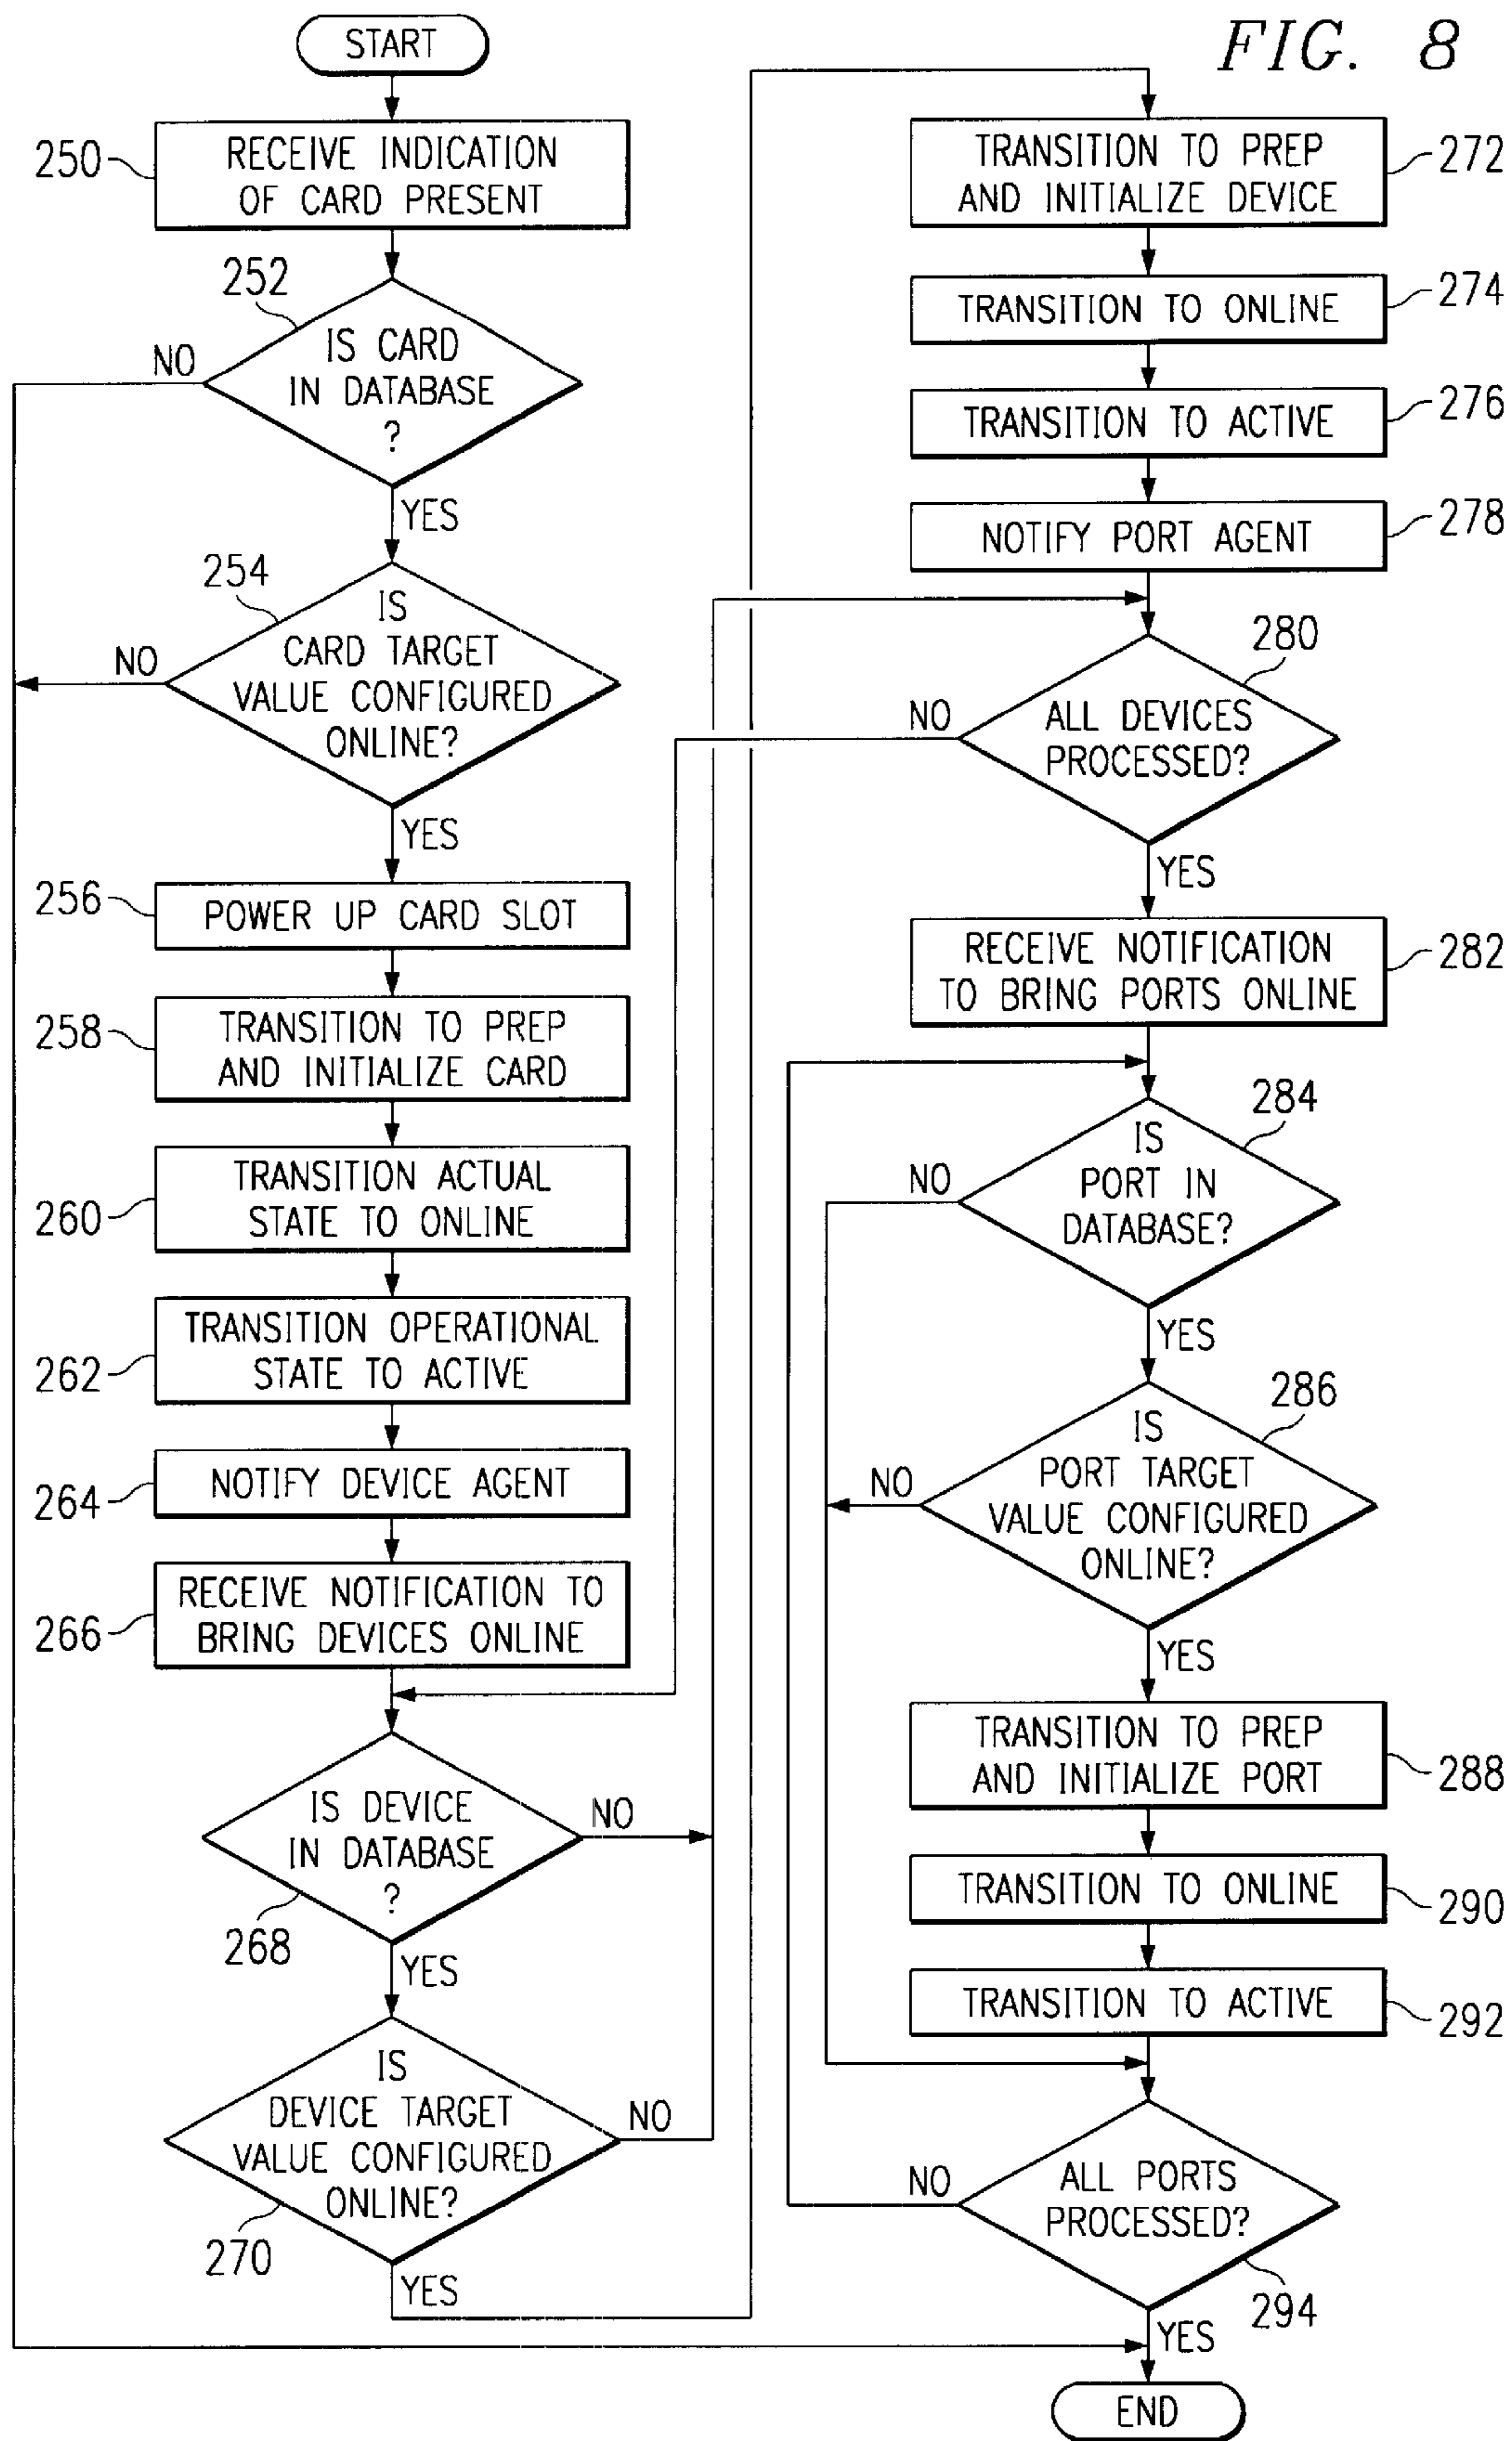 FIG. 8
START
250
RECEIVE INDICATION
OF CARD PRESENT
252
IS CARD
IN DATABASE
?
NO
YES
254
IS
CARD TARGET
VALUE CONFIGURED
ONLINE?
NO
YES
256
POWER UP CARD SLOT
258
TRANSITION TO PREP
AND INITIALIZE CARD
260
TRANSITION ACTUAL
STATE TO ONLINE
262
TRANSITION OPERATIONAL
STATE TO ACTIVE
264
NOTIFY DEVICE AGENT
266
RECEIVE NOTIFICATION TO
BRING DEVICES ONLINE
IS DEVICE
IN DATABASE
?
NO
268
YES
IS
DEVICE TARGET
VALUE CONFIGURED
ONLINE?
NO
270
YES
TRANSITION TO PREP
AND INITIALIZE DEVICE
272
TRANSITION TO ONLINE
274
TRANSITION TO ACTIVE
276
NOTIFY PORT AGENT
278
280
ALL DEVICES
PROCESSED?
NO
YES
RECEIVE NOTIFICATION
TO BRING PORTS ONLINE
282
284
IS
PORT IN
DATABASE?
NO
YES
286
IS
PORT TARGET
VALUE CONFIGURED
ONLINE?
NO
YES
TRANSITION TO PREP
AND INITIALIZE PORT
288
TRANSITION TO ONLINE
290
TRANSITION TO ACTIVE
292
ALL PORTS
PROCESSED?
NO
294
YES
END